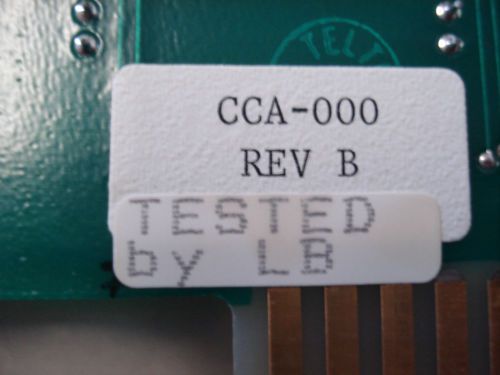 CCA-000
REV B
TESTED
by LB